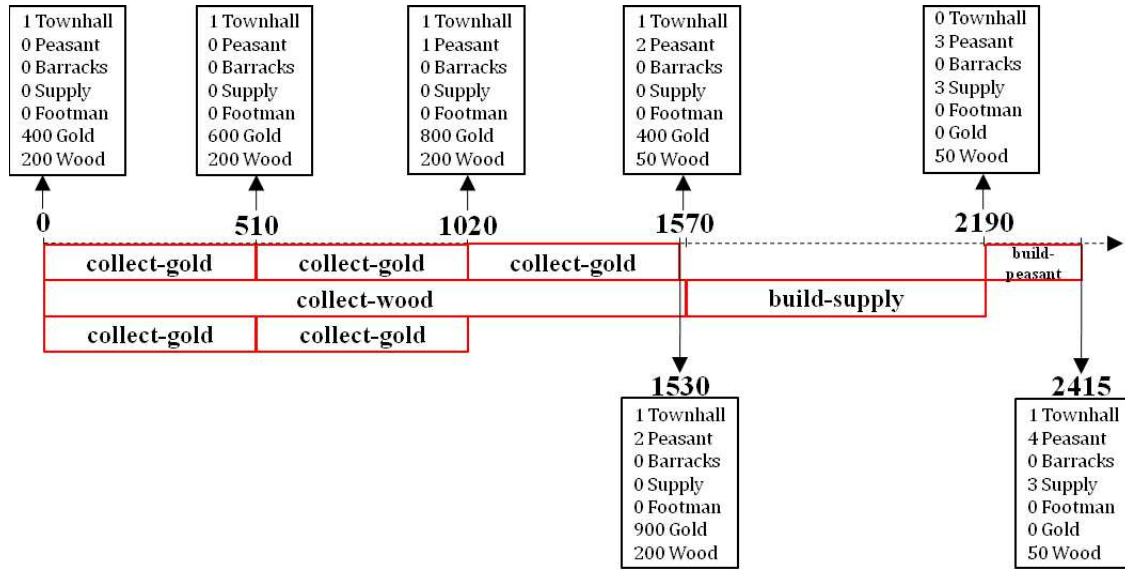 1 Townhall
0 Peasant
0 Barracks
0 Supply
0 Footman
400 Gold
200 Wood
1 Townhall
0 Peasant
0 Barracks
0 Supply
0 Footman
600 Gold
200 Wood
1 Townhall
1 Peasant
0 Barracks
0 Supply
0 Footman
800 Gold
200 Wood
1 Townhall
2 Peasant
0 Barracks
0 Supply
0 Footman
400 Gold
50 Wood
0 Townhall
3 Peasant
0 Barracks
3 Supply
0 Footman
0 Gold
50 Wood
0 510 1020 1570 2190
collect-gold collect-gold collect-gold build-
peasant
collect-wood build-supply
collect-gold collect-gold
1530 2415
1 Townhall
2 Peasant
0 Barracks
0 Supply
0 Footman
900 Gold
200 Wood
1 Townhall
4 Peasant
0 Barracks
3 Supply
0 Footman
0 Gold
50 Wood